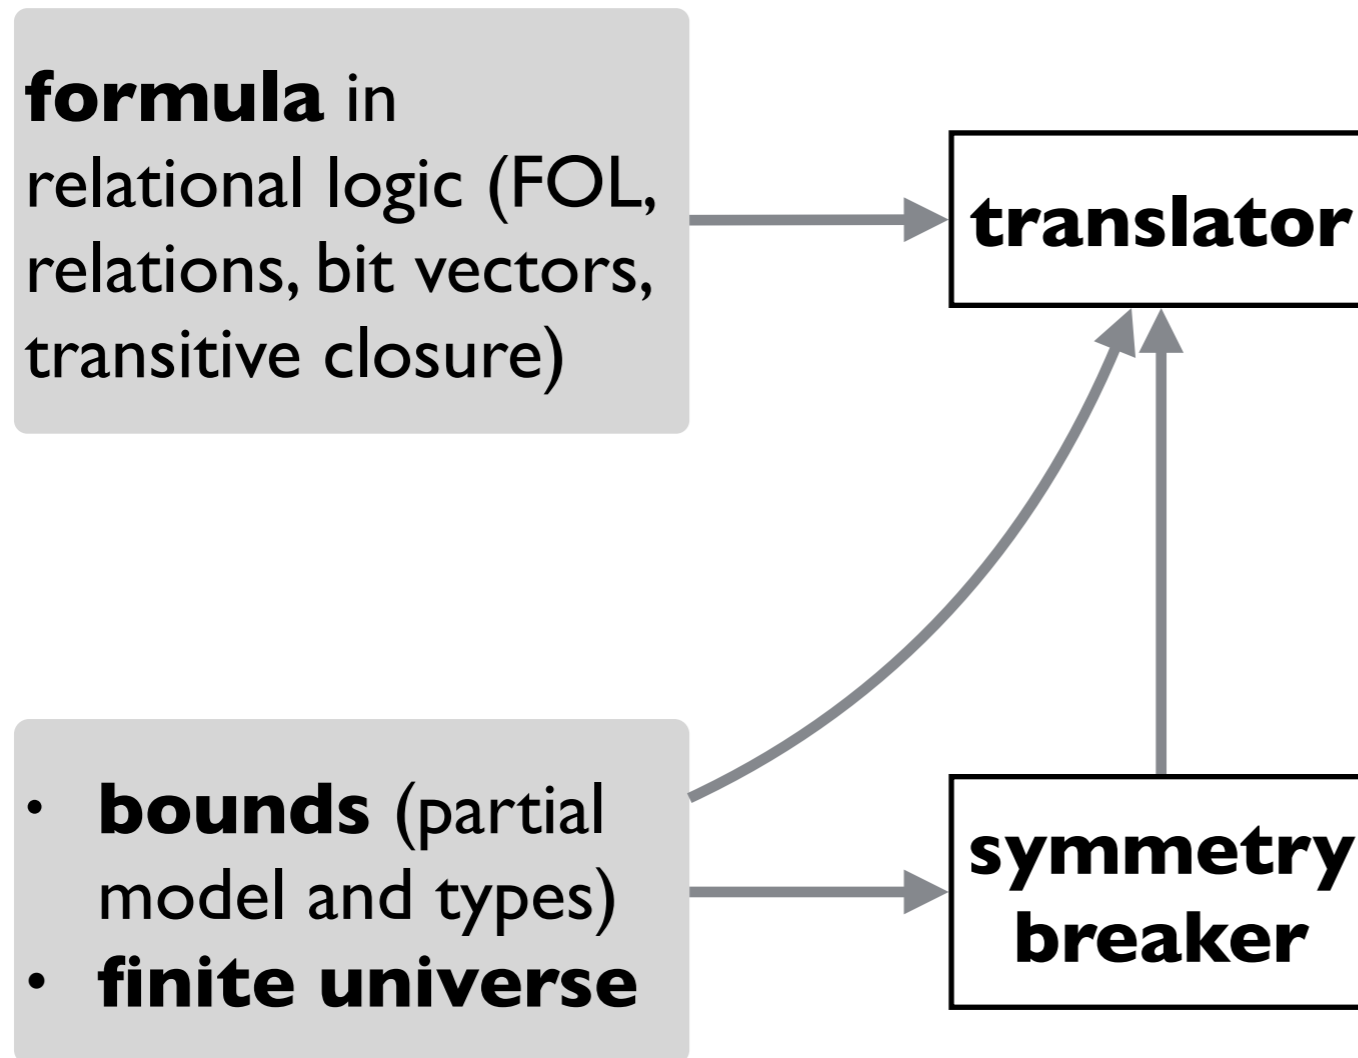 formula in
relational logic (FOL,
relations, bit vectors,
transitive closure)
translator
• bounds (partial
model and types)
• finite universe
symmetry
breaker